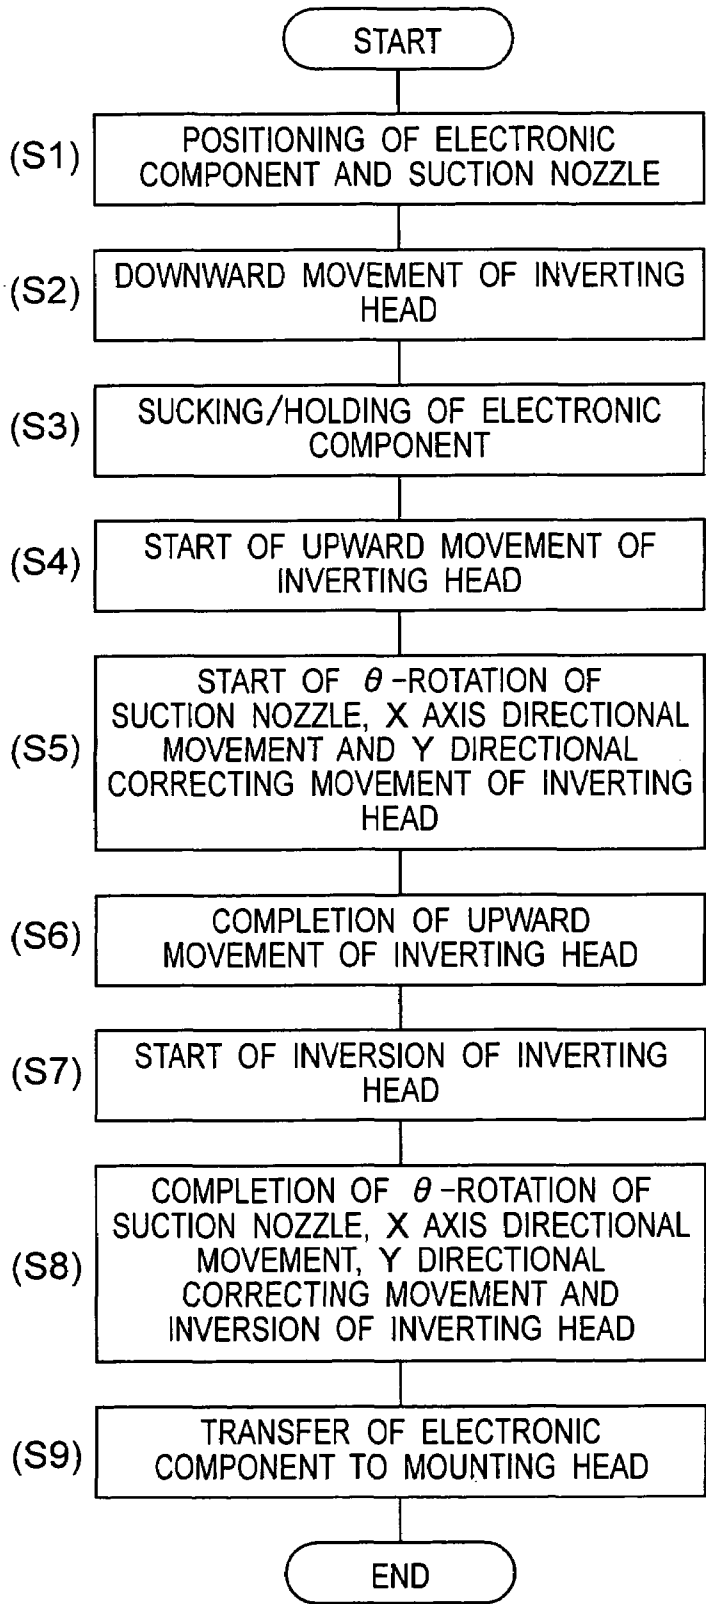 START
(S1)
POSITIONING OF ELECTRONIC
COMPONENT AND SUCTION NOZZLE
(S2)
DOWNWARD MOVEMENT OF INVERTING
HEAD
(S3)
SUCKING/HOLDING OF ELECTRONIC
COMPONENT
(S4)
START OF UPWARD MOVEMENT OF
INVERTING HEAD
(S5)
START OF θ-ROTATION OF
SUCTION NOZZLE, X AXIS DIRECTIONAL
MOVEMENT AND Y DIRECTIONAL
CORRECTING MOVEMENT OF INVERTING
HEAD
(S6)
COMPLETION OF UPWARD
MOVEMENT OF INVERTING HEAD
(S7)
START OF INVERSION OF INVERTING
HEAD
(S8)
COMPLETION OF θ-ROTATION OF
SUCTION NOZZLE, X AXIS DIRECTIONAL
MOVEMENT, Y DIRECTIONAL
CORRECTING MOVEMENT AND
INVERSION OF INVERTING HEAD
(S9)
TRANSFER OF ELECTRONIC
COMPONENT TO MOUNTING HEAD
END